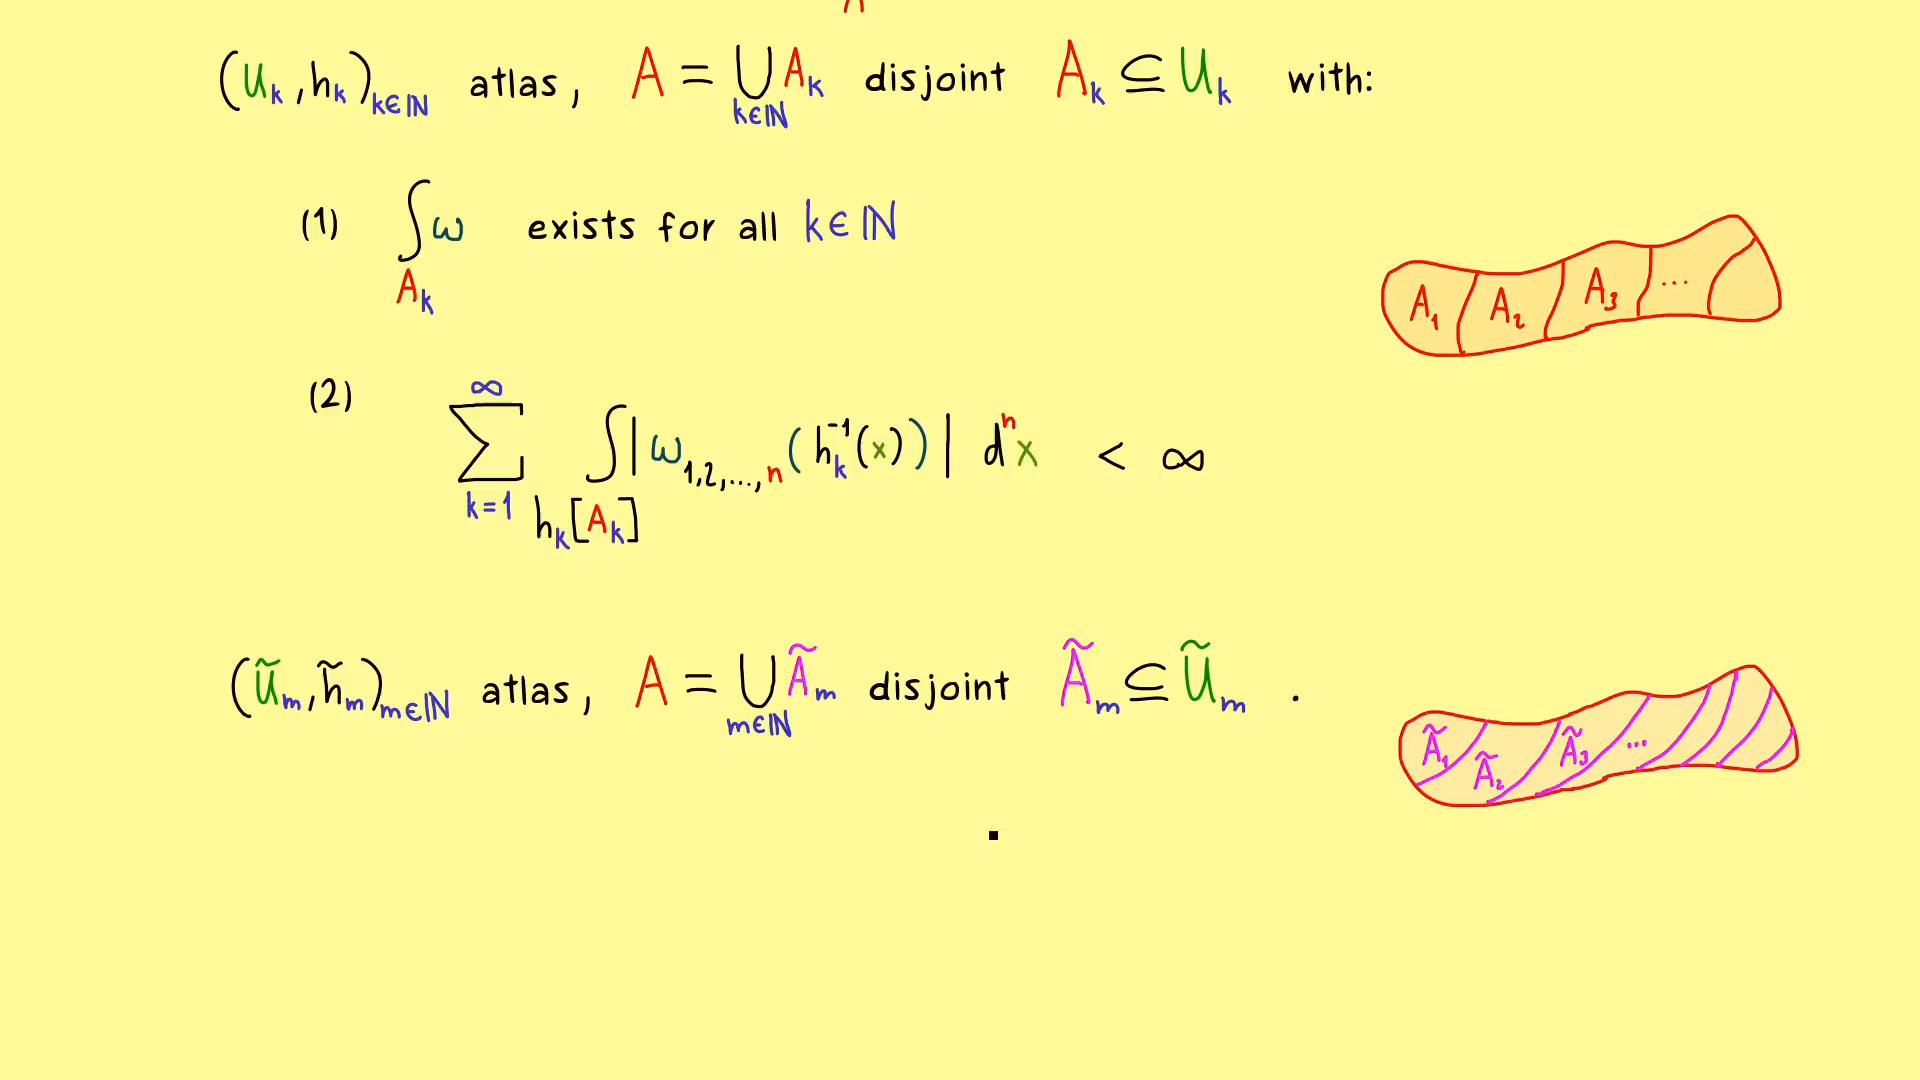 (U_k, h_k)_{k∈ℕ} atlas, A = ⋃_{k∈ℕ} A_k disjoint A_k ⊆ U_k with:
(1) ∫_{A_k} ω exists for all k∈ℕ
A_1 A_2 A_3 ...
(2) ∑_{k=1}^{∞} ∫_{h_k[A_k]} |ω_{1,2,...,n}(h_k^{-1}(x))| d^n x < ∞
(Ũ_m, h̃_m)_{m∈ℕ} atlas, A = ⋃_{m∈ℕ} Ã_m disjoint Ã_m ⊆ Ũ_m .
Ã_1 Ã_2 Ã_3 ...